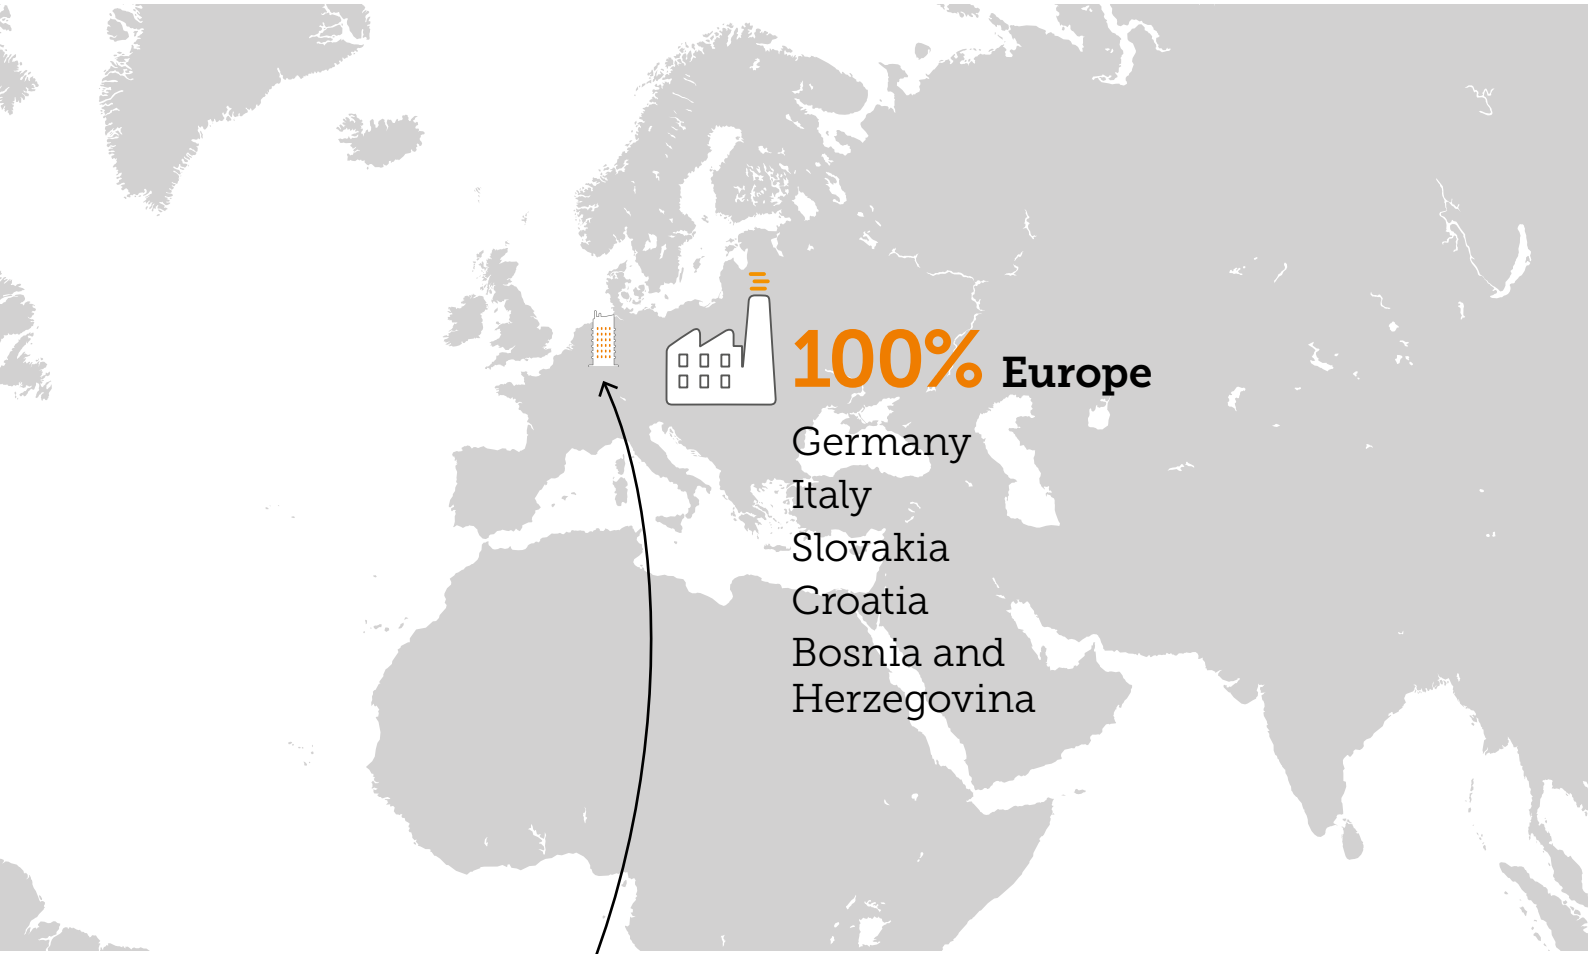 100% Europe
Germany
Italy
Slovakia
Croatia
Bosnia and
Herzegovina